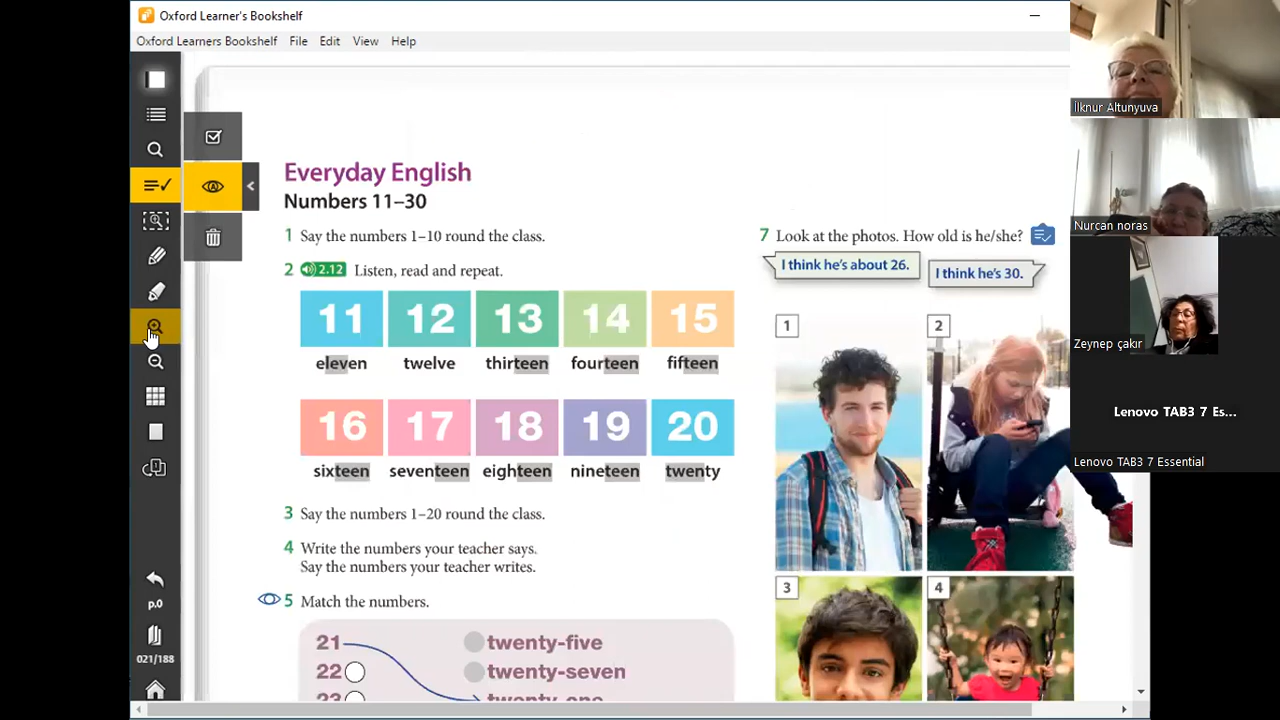 Oxford Learner's Bookshelf
Oxford Learners Bookshelf File Edit View Help
Everyday English
Numbers 11–30
1 Say the numbers 1–10 round the class.
2 2.12 Listen, read and repeat.
11 12 13 14 15
eleven twelve thirteen fourteen fifteen
16 17 18 19 20
sixteen seventeen eighteen nineteen twenty
3 Say the numbers 1–20 round the class.
4 Write the numbers your teacher says.
Say the numbers your teacher writes.
5 Match the numbers.
21 twenty-five
22 twenty-seven
23 twenty-one
7 Look at the photos. How old is he/she?
I think he's about 26.
I think he's 30.
1 2
3 4
p.0
021/188
İlknur Altunyuva
Nurcan noras
Zeynep çakır
Lenovo TAB3 7 Es...
Lenovo TAB3 7 Essential